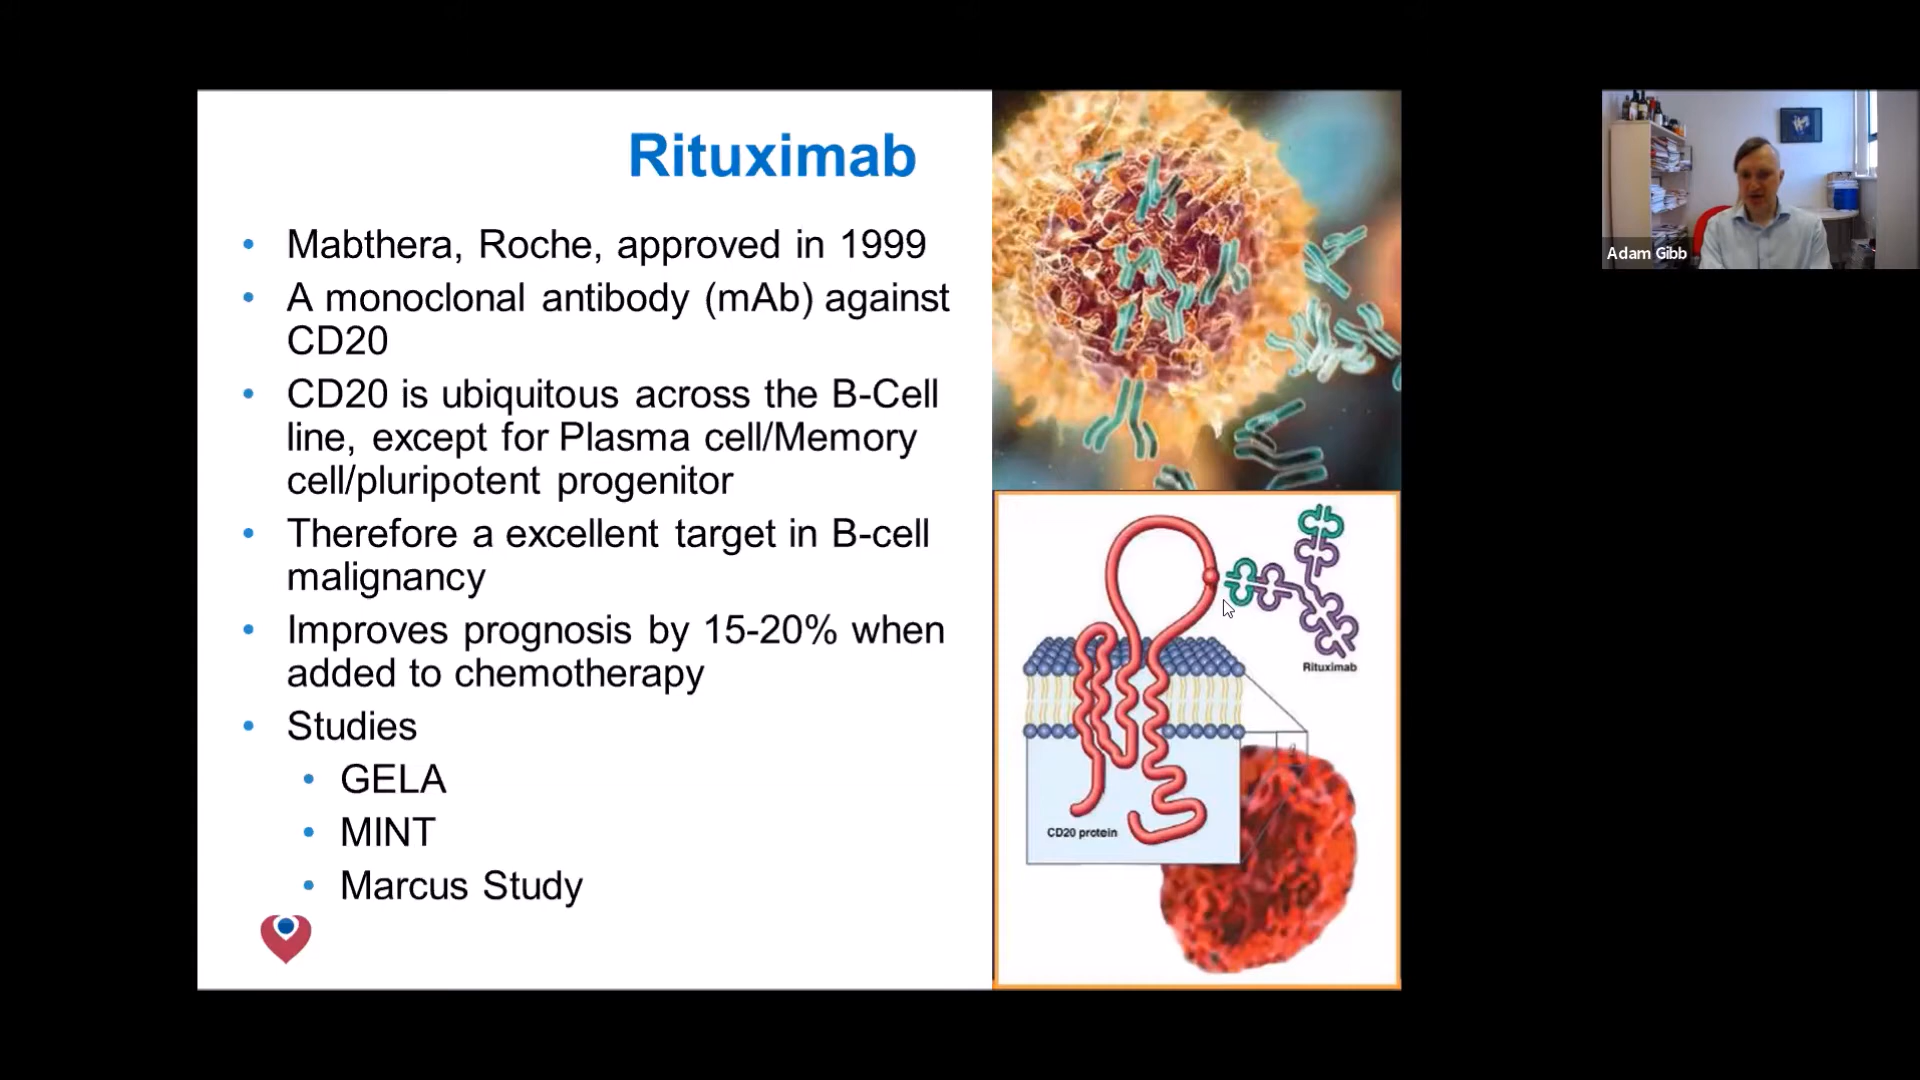 Rituximab
• Mabthera, Roche, approved in 1999
• A monoclonal antibody (mAb) against
CD20
• CD20 is ubiquitous across the B-Cell
line, except for Plasma cell/Memory
cell/pluripotent progenitor
• Therefore a excellent target in B-cell
malignancy
• Improves prognosis by 15-20% when
added to chemotherapy
• Studies
• GELA
• MINT
• Marcus Study
Rituximab
CD20 protein
Adam Gibb